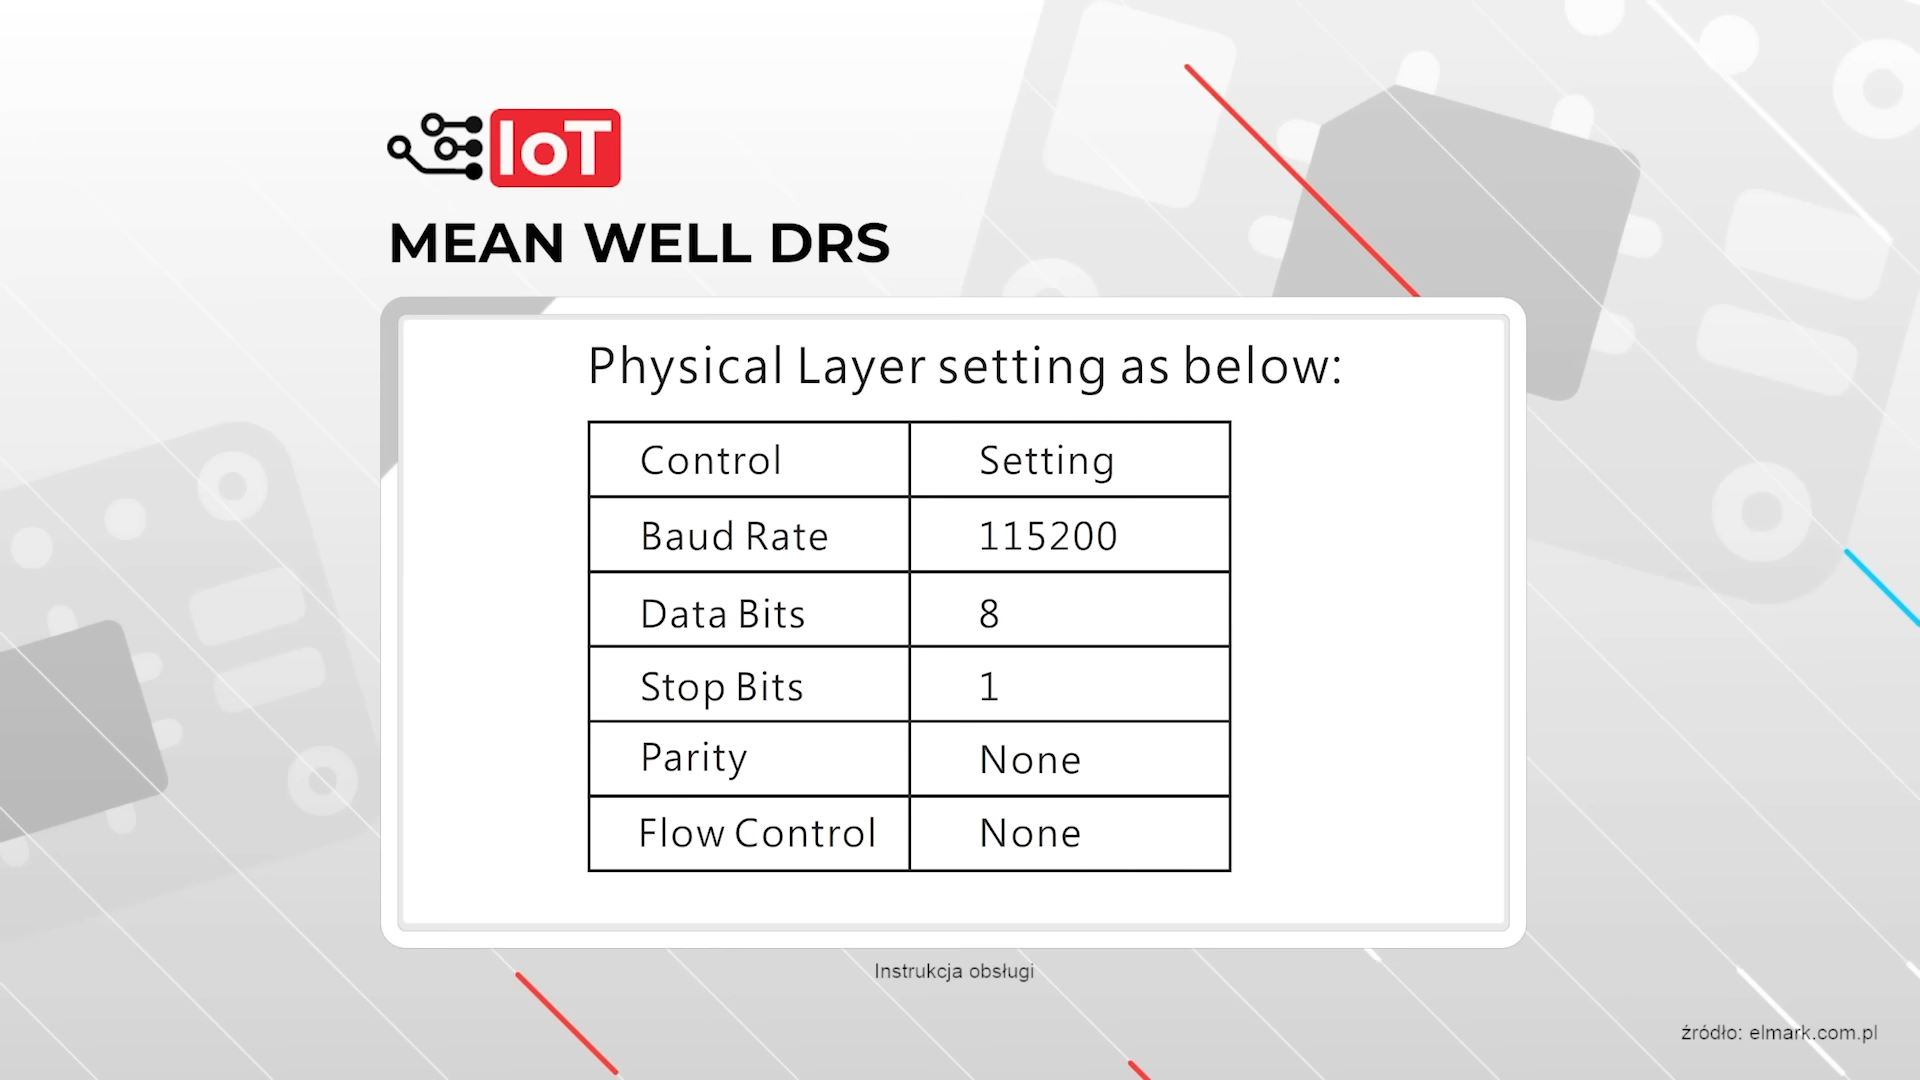 IoT
MEAN WELL DRS
Physical Layer setting as below:
Control Setting
Baud Rate 115200
Data Bits 8
Stop Bits 1
Parity None
Flow Control None
Instrukcja obsługi
źródło: elmark.com.pl